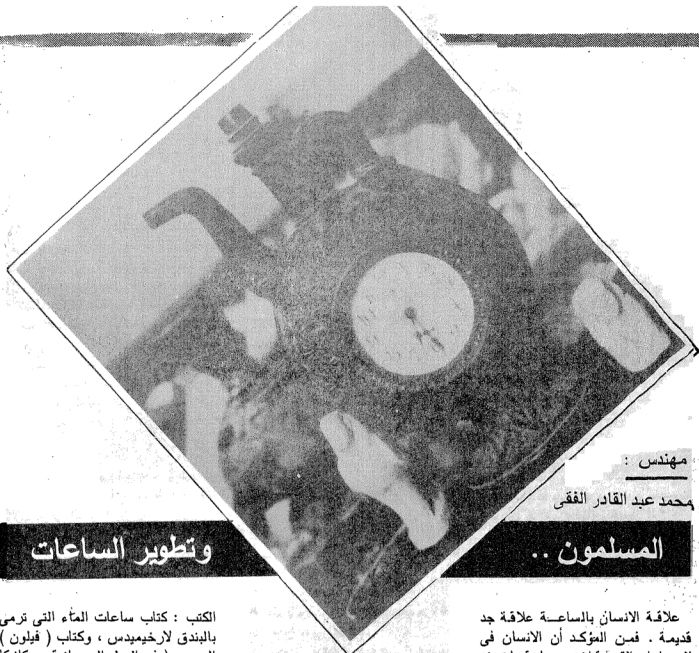 مهندس :
محمد عبد القادر الفقى
المسلمون .. وتطوير الساعات
علاقة الانسان بالساعة علاقة جد
قديمة . فمن المؤكد أن الانسان فى
الكتب : كتاب ساعات الماء التى ترمى
بالبندق لارخيميدس ، وكتاب ( فيلون )